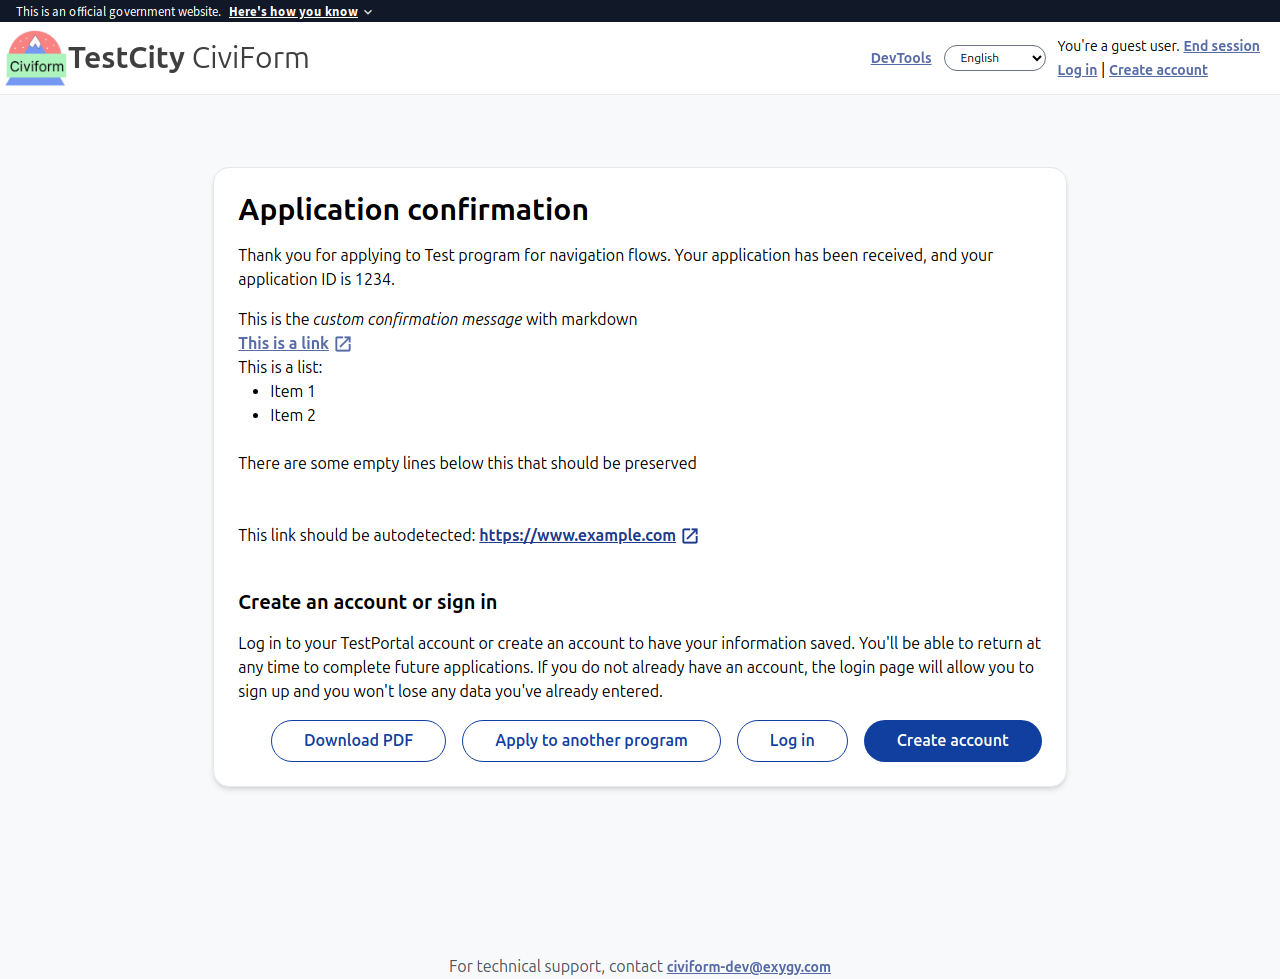 This is an official government website. Here's how you know
Civiform
TestCity CiviForm
DevTools
English
You're a guest user. End session
Log in | Create account
Application confirmation
Thank you for applying to Test program for navigation flows. Your application has been received, and your
application ID is 1234.
This is the custom confirmation message with markdown
This is a link
This is a list:
• Item 1
• Item 2
There are some empty lines below this that should be preserved
This link should be autodetected: https://www.example.com
Create an account or sign in
Log in to your TestPortal account or create an account to have your information saved. You'll be able to return at
any time to complete future applications. If you do not already have an account, the login page will allow you to
sign up and you won't lose any data you've already entered.
Download PDF
Apply to another program
Log in
Create account
For technical support, contact civiform-dev@exygy.com